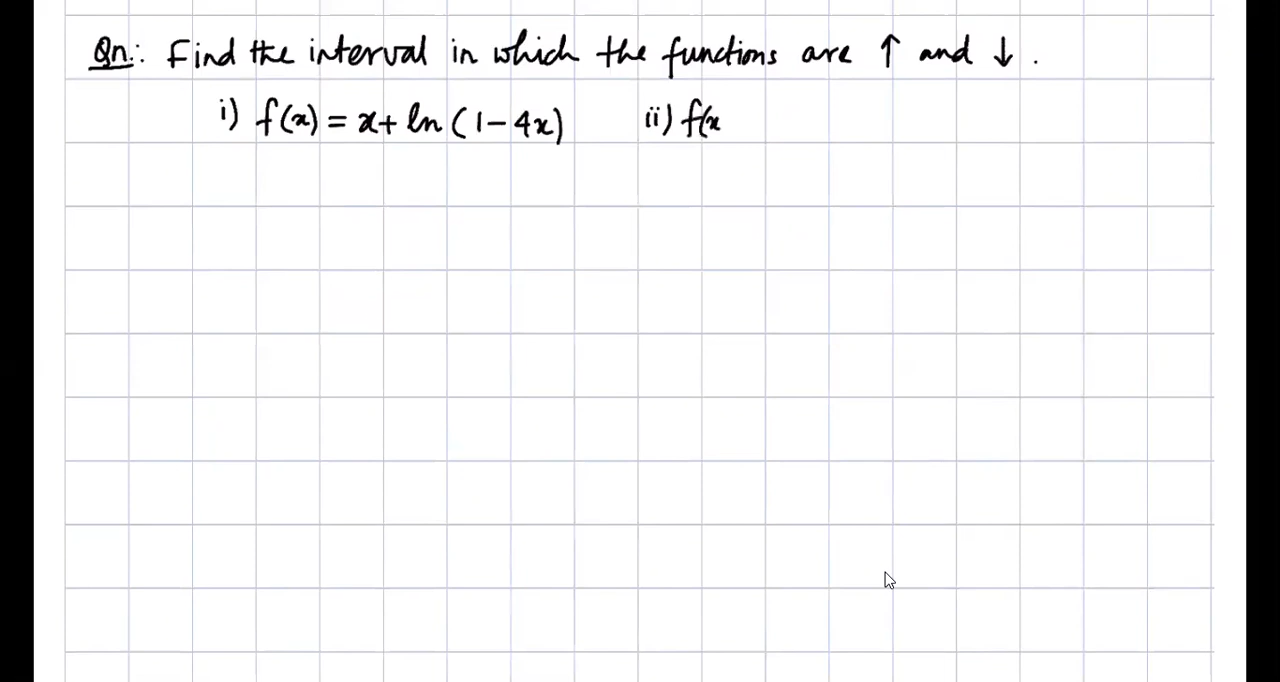 Qn:. Find the interval in which the functions are ↑ and ↓ .
i) f(x) = x + ln (1 - 4x) ii) f(x